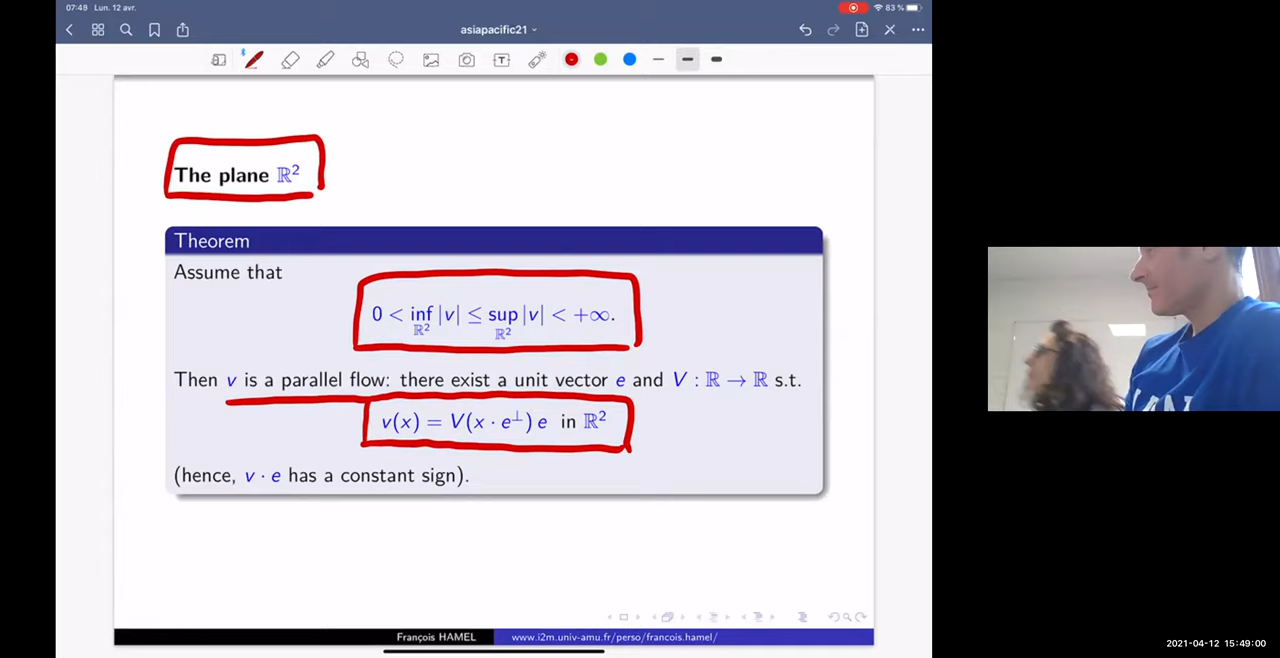 07:49 Lun. 12 avr.
83 %
asiapacific21
T
The plane ℝ²
Theorem
Assume that
0 < inf |v| ≤ sup |v| < +∞.
ℝ² ℝ²
Then v is a parallel flow: there exist a unit vector e and V : ℝ → ℝ s.t.
v(x) = V(x · e⊥) e in ℝ²
(hence, v · e has a constant sign).
François HAMEL www.i2m.univ-amu.fr/perso/francois.hamel/
2021-04-12 15:49:00